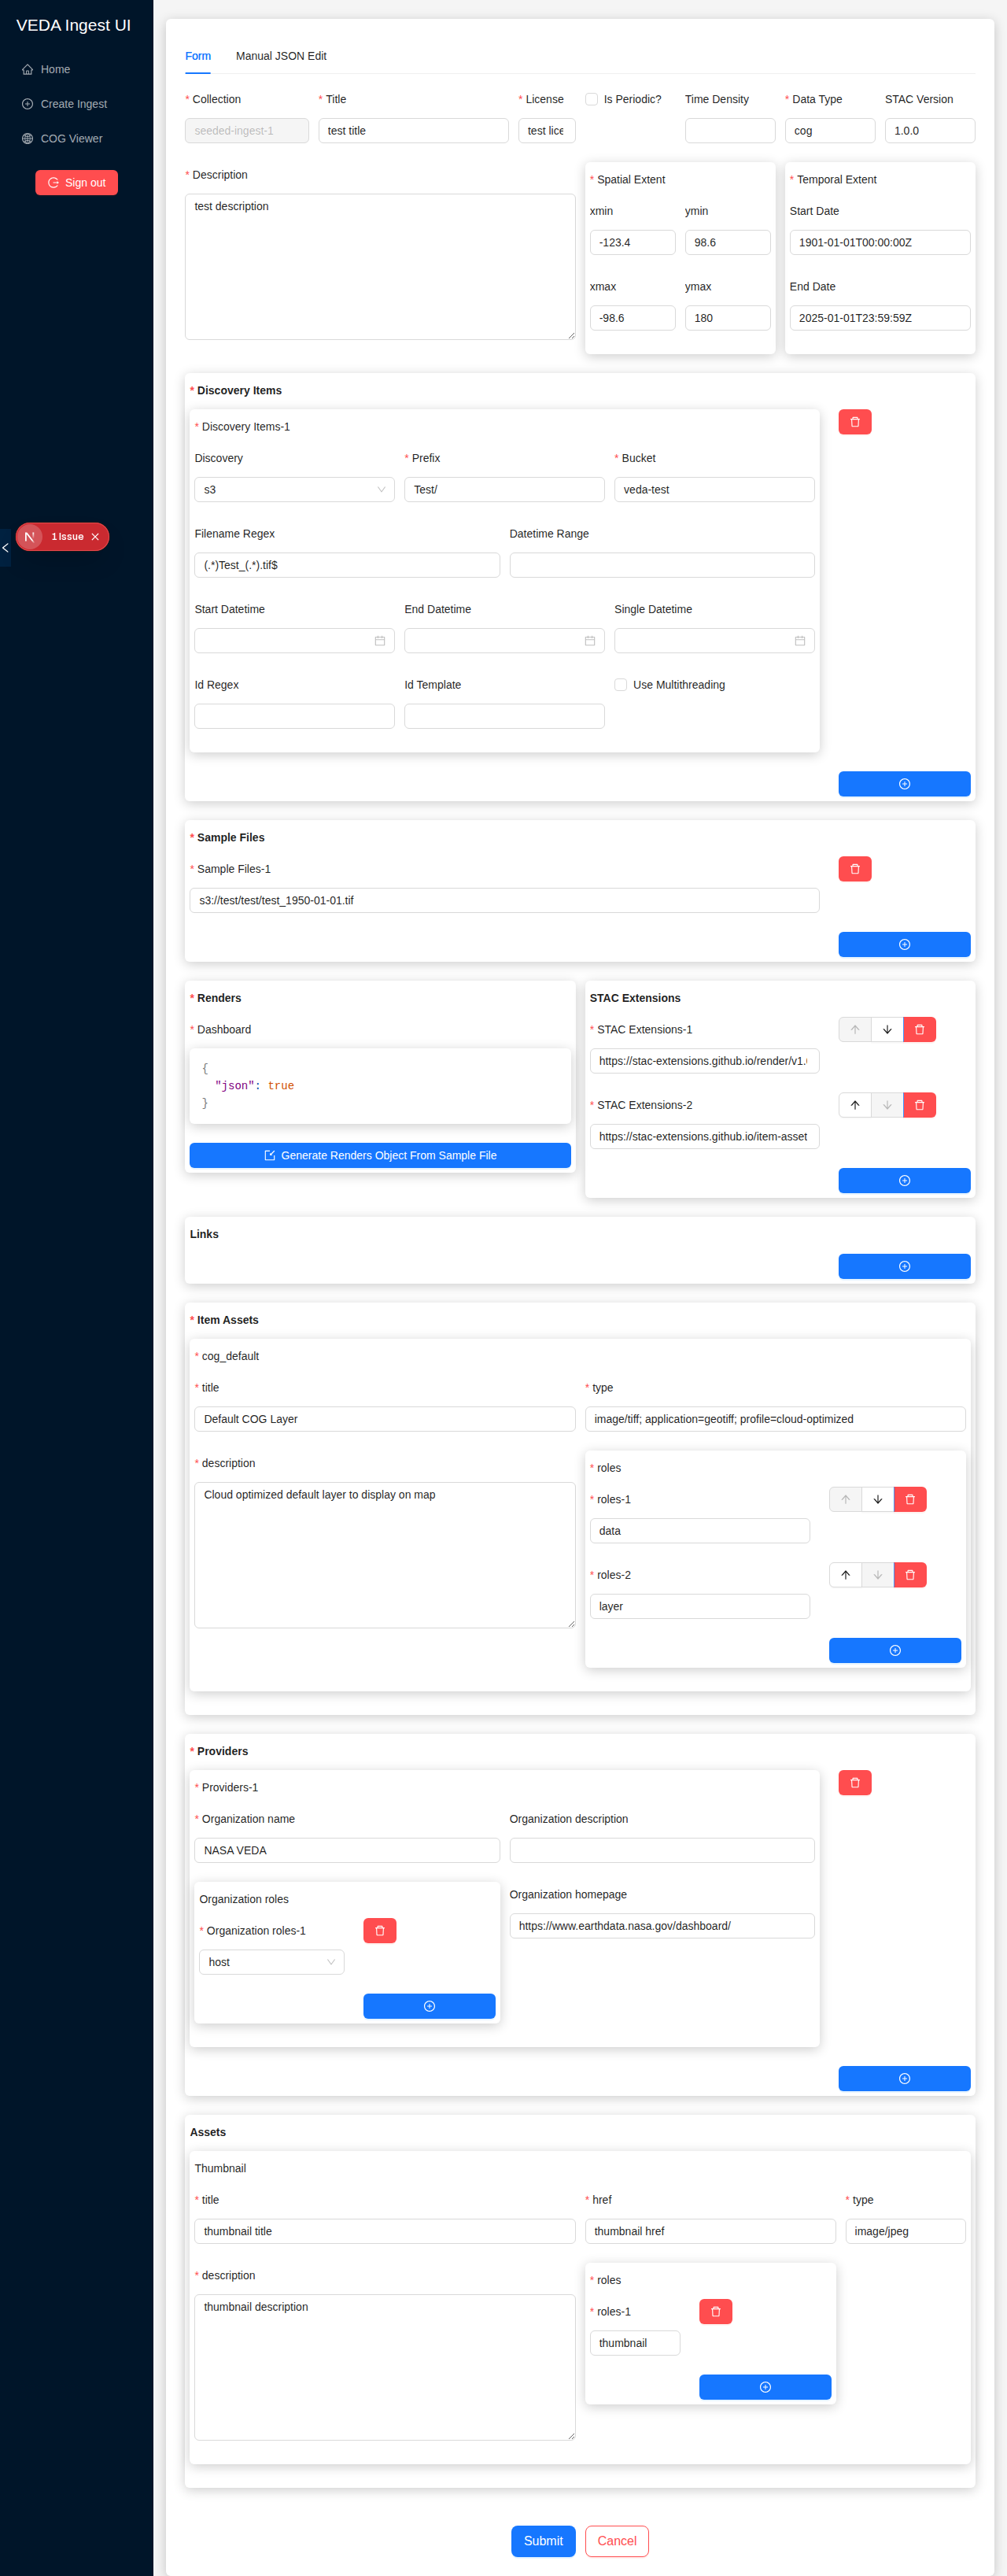 VEDA Ingest UI
Home
Create Ingest
COG Viewer
Sign out
1 Issue
Form Manual JSON Edit
* Collection * Title * License Is Periodic? Time Density * Data Type STAC Version
seeded-ingest-1 test title test lice cog 1.0.0
* Description
test description
* Spatial Extent
xmin ymin
-123.4 98.6
xmax ymax
-98.6 180
* Temporal Extent
Start Date
1901-01-01T00:00:00Z
End Date
2025-01-01T23:59:59Z
* Discovery Items
* Discovery Items-1
Discovery * Prefix * Bucket
s3 Test/ veda-test
Filename Regex Datetime Range
(.*)Test_(.*).tif$
Start Datetime End Datetime Single Datetime
Id Regex Id Template Use Multithreading
* Sample Files
* Sample Files-1
s3://test/test/test_1950-01-01.tif
* Renders
* Dashboard
{
"json": true
}
Generate Renders Object From Sample File
STAC Extensions
* STAC Extensions-1
https://stac-extensions.github.io/render/v1.
* STAC Extensions-2
https://stac-extensions.github.io/item-asset
Links
* Item Assets
* cog_default
* title * type
Default COG Layer image/tiff; application=geotiff; profile=cloud-optimized
* description
Cloud optimized default layer to display on map
* roles
* roles-1
data
* roles-2
layer
* Providers
* Providers-1
* Organization name Organization description
NASA VEDA
Organization roles
* Organization roles-1
host
Organization homepage
https://www.earthdata.nasa.gov/dashboard/
Assets
Thumbnail
* title * href * type
thumbnail title thumbnail href image/jpeg
* description
thumbnail description
* roles
* roles-1
thumbnail
Submit Cancel